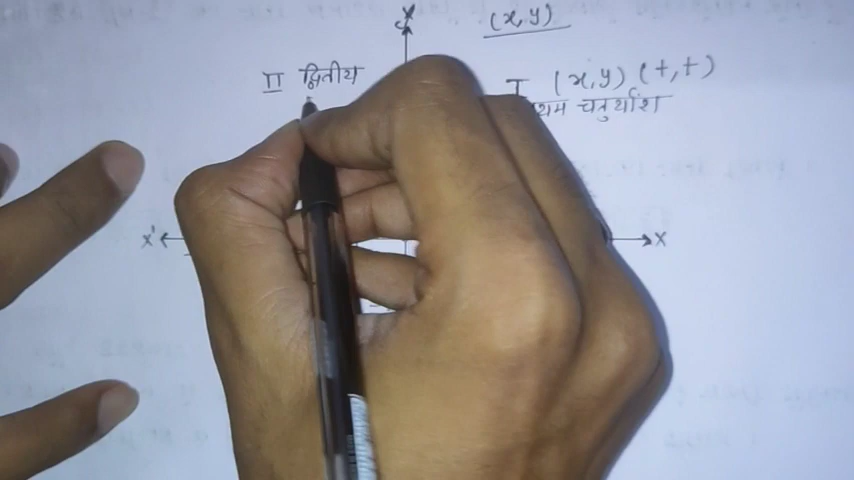 y
(x,y)
II द्वितीय
I (x,y) (+,+)
थम चतुर्थांश
x'
x